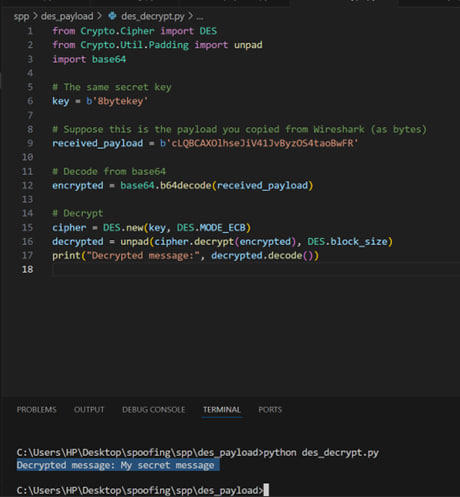 spp > des_payload > des_decrypt.py > ...
1 from Crypto.Cipher import DES
2 from Crypto.Util.Padding import unpad
3 import base64
4
5 # The same secret key
6 key = b'8bytekey'
7
8 # Suppose this is the payload you copied from Wireshark (as bytes)
9 received_payload = b'cLQBCAXOlhseJiV41JvByzOS4taoBwFR'
10
11 # Decode from base64
12 encrypted = base64.b64decode(received_payload)
13
14 # Decrypt
15 cipher = DES.new(key, DES.MODE_ECB)
16 decrypted = unpad(cipher.decrypt(encrypted), DES.block_size)
17 print("Decrypted message:", decrypted.decode())
18
PROBLEMS OUTPUT DEBUG CONSOLE TERMINAL PORTS
C:\Users\HP\Desktop\spoofing\spp\des_payload>python des_decrypt.py
Decrypted message: My secret message
C:\Users\HP\Desktop\spoofing\spp\des_payload>